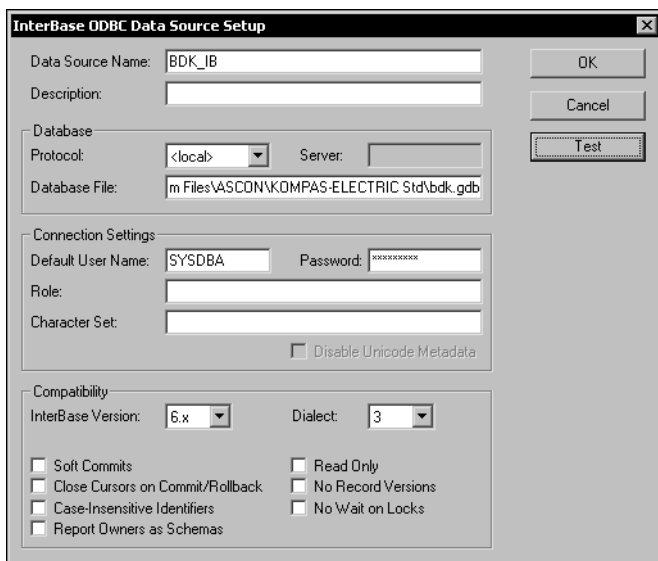 InterBase ODBC Data Source Setup
Data Source Name: BDK_IB
OK
Description:
Cancel
Database
Test
Protocol: <local> Server:
Database File: m Files\ASCON\KOMPAS-ELECTRIC Std\bdk.gdb
Connection Settings
Default User Name: SYSDBA Password: *********
Role:
Character Set:
Disable Unicode Metadata
Compatibility
InterBase Version: 6.x Dialect: 3
Soft Commits Read Only
Close Cursors on Commit/Rollback No Record Versions
Case-Insensitive Identifiers No Wait on Locks
Report Owners as Schemas